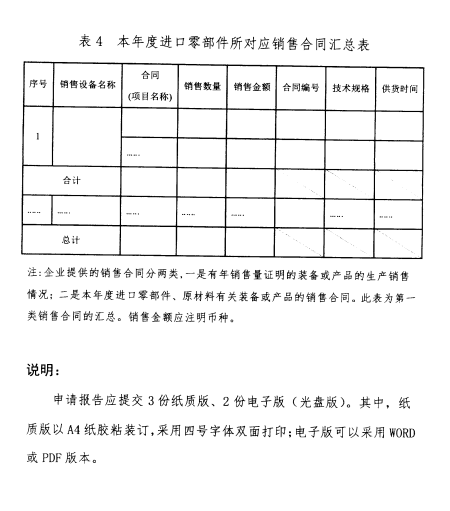 表 4 本年度进口零部件所对应销售合同汇总表
序号 销售设备名称 合同 (项目名称) 销售数量 销售金额 合同编号 技术规格 供货时间
1
……
合计
…… …… …… …… …… …… ……
总计
注:企业提供的销售合同分两类,一是有年销售量证明的装备或产品的生产销售
情况;二是本年度进口零部件、原材料有关装备或产品的销售合同。此表为第一
类销售合同的汇总。销售金额应注明币种。
说明:
申请报告应提交 3 份纸质版、2 份电子版(光盘版)。其中,纸
质版以 A4 纸胶粘装订,采用四号字体双面打印;电子版可以采用 WORD
或 PDF 版本。